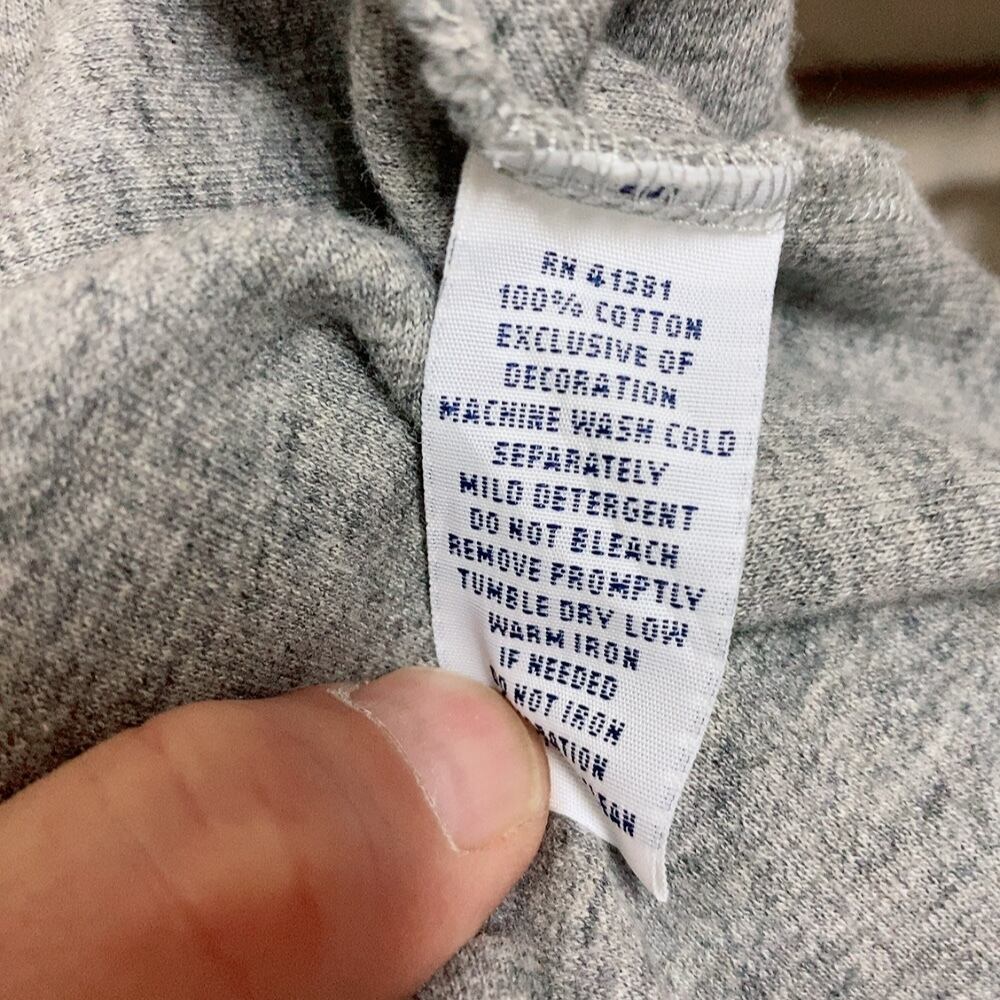 RN 41381
100% COTTON
EXCLUSIVE OF
DECORATION
MACHINE WASH COLD
SEPARATELY
MILD DETERGENT
DO NOT BLEACH
REMOVE PROMPTLY
TUMBLE DRY LOW
WARM IRON
IF NEEDED
NOT IRON